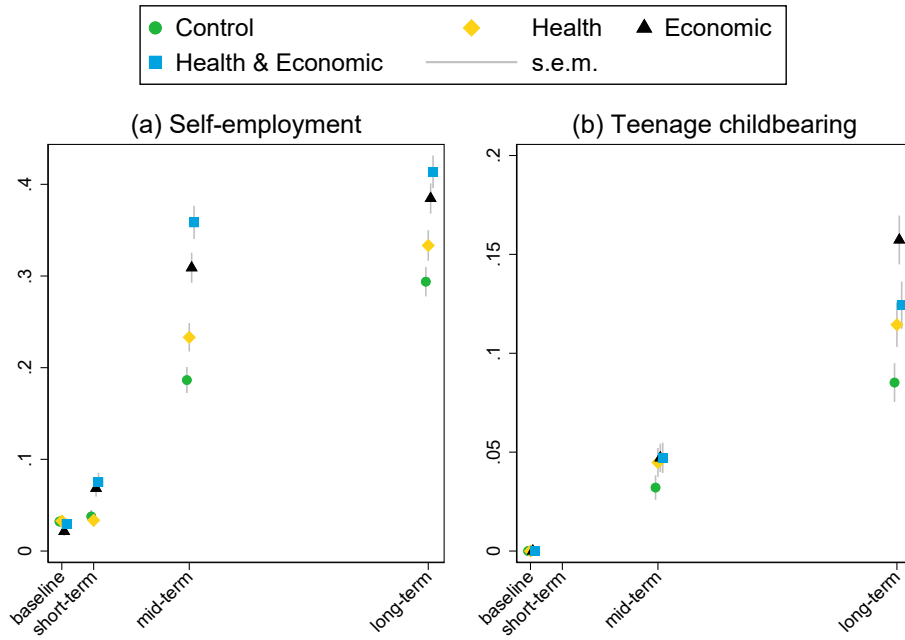 Control Health Economic
Health & Economic s.e.m.
(a) Self-employment
.4
.3
.2
.1
0
baseline
short-term
mid-term
long-term
(b) Teenage childbearing
.2
.15
.1
.05
0
baseline
short-term
mid-term
long-term